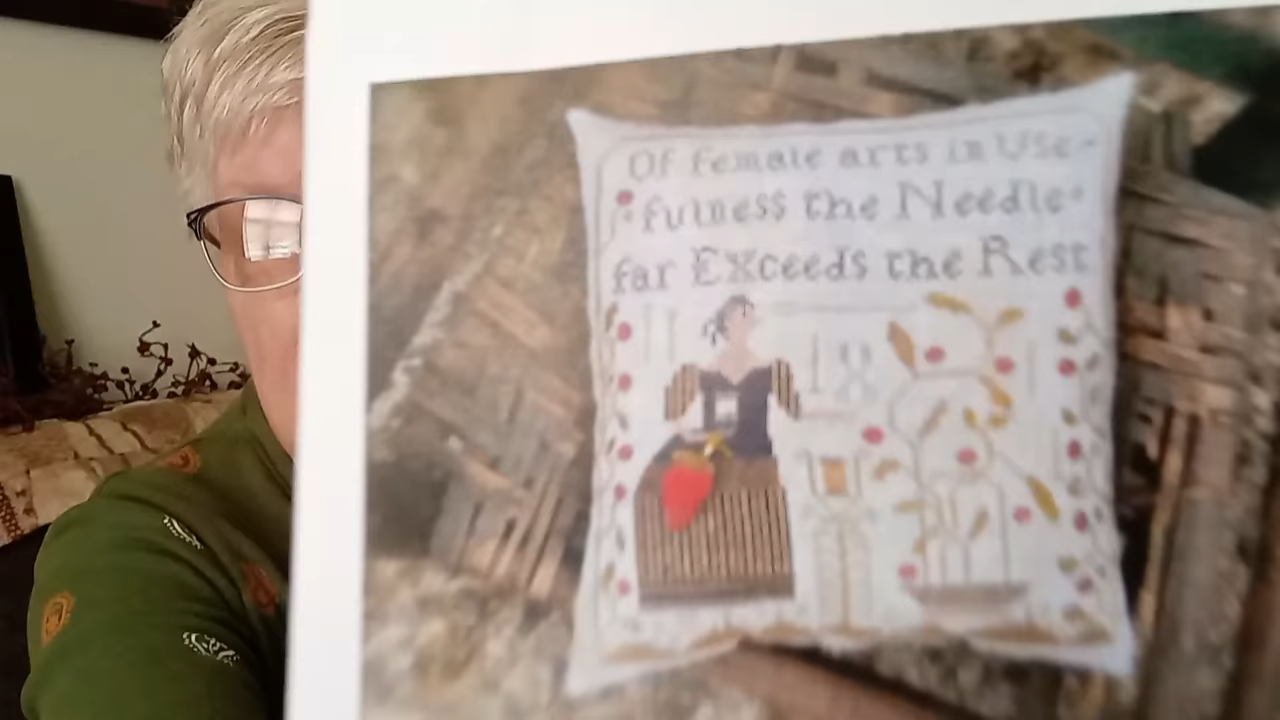 Of female arts in Use-
fulness the Needle
far Exceeds the Rest